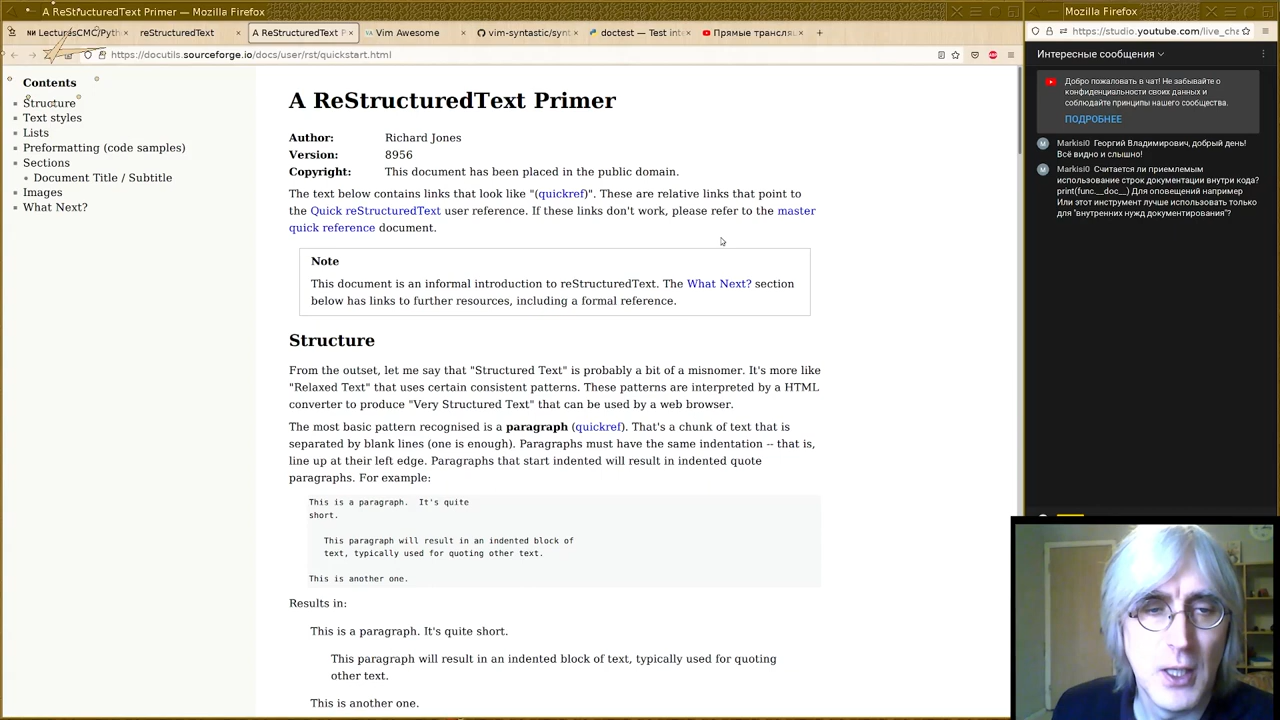 A ReStructuredText Primer — Mozilla Firefox
Mozilla Firefox
LecturesCMC/Pyth
reStructuredText
A ReStructuredText P
Vim Awesome
vim-syntastic/synt
doctest — Test inte
Прямые трансляц
https://docutils.sourceforge.io/docs/user/rst/quickstart.html
https://studio.youtube.com/live_cha
Contents
Structure
Text styles
Lists
Preformatting (code samples)
Sections
Document Title / Subtitle
Images
What Next?
A ReStructuredText Primer
Author: Richard Jones
Version: 8956
Copyright: This document has been placed in the public domain.
The text below contains links that look like "(quickref)". These are relative links that point to
the Quick reStructuredText user reference. If these links don't work, please refer to the master
quick reference document.
Note
This document is an informal introduction to reStructuredText. The What Next? section
below has links to further resources, including a formal reference.
Structure
From the outset, let me say that "Structured Text" is probably a bit of a misnomer. It's more like
"Relaxed Text" that uses certain consistent patterns. These patterns are interpreted by a HTML
converter to produce "Very Structured Text" that can be used by a web browser.
The most basic pattern recognised is a paragraph (quickref). That's a chunk of text that is
separated by blank lines (one is enough). Paragraphs must have the same indentation -- that is,
line up at their left edge. Paragraphs that start indented will result in indented quote
paragraphs. For example:
This is a paragraph.  It's quite
short.
This paragraph will result in an indented block of
text, typically used for quoting other text.
This is another one.
Results in:
This is a paragraph. It's quite short.
This paragraph will result in an indented block of text, typically used for quoting
other text.
This is another one.
Интересные сообщения
Добро пожаловать в чат! Не забывайте о
конфиденциальности своих данных и
соблюдайте принципы нашего сообщества.
ПОДРОБНЕЕ
M Markisi0 Георгий Владимирович, добрый день!
Всё видно и слышно!
M Markisi0 Считается ли приемлемым
использование строк документации внутри кода?
print(func.__doc__) Для оповещений например
Или этот инструмент лучше использовать только
для "внутренних нужд документирования"?